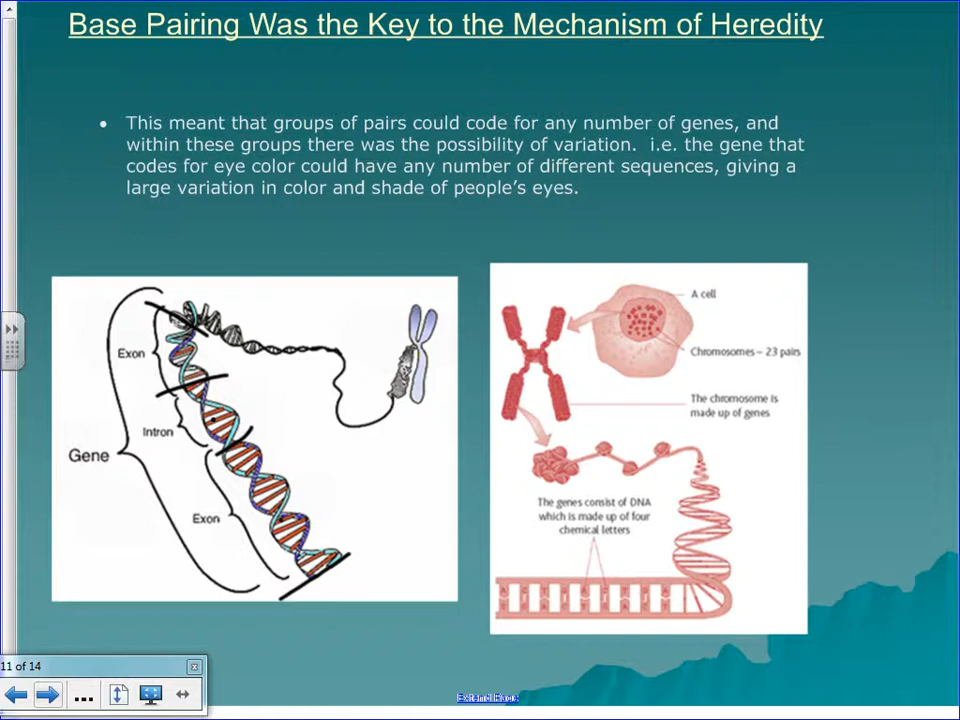 Base Pairing Was the Key to the Mechanism of Heredity
• This meant that groups of pairs could code for any number of genes, and
within these groups there was the possibility of variation.  i.e. the gene that
codes for eye color could have any number of different sequences, giving a
large variation in color and shade of people's eyes.
Exon
Intron
Gene
Exon
A cell
Chromosomes – 23 pairs
The chromosome is
made up of genes
The genes consist of DNA
which is made up of four
chemical letters
11 of 14
Extend Page